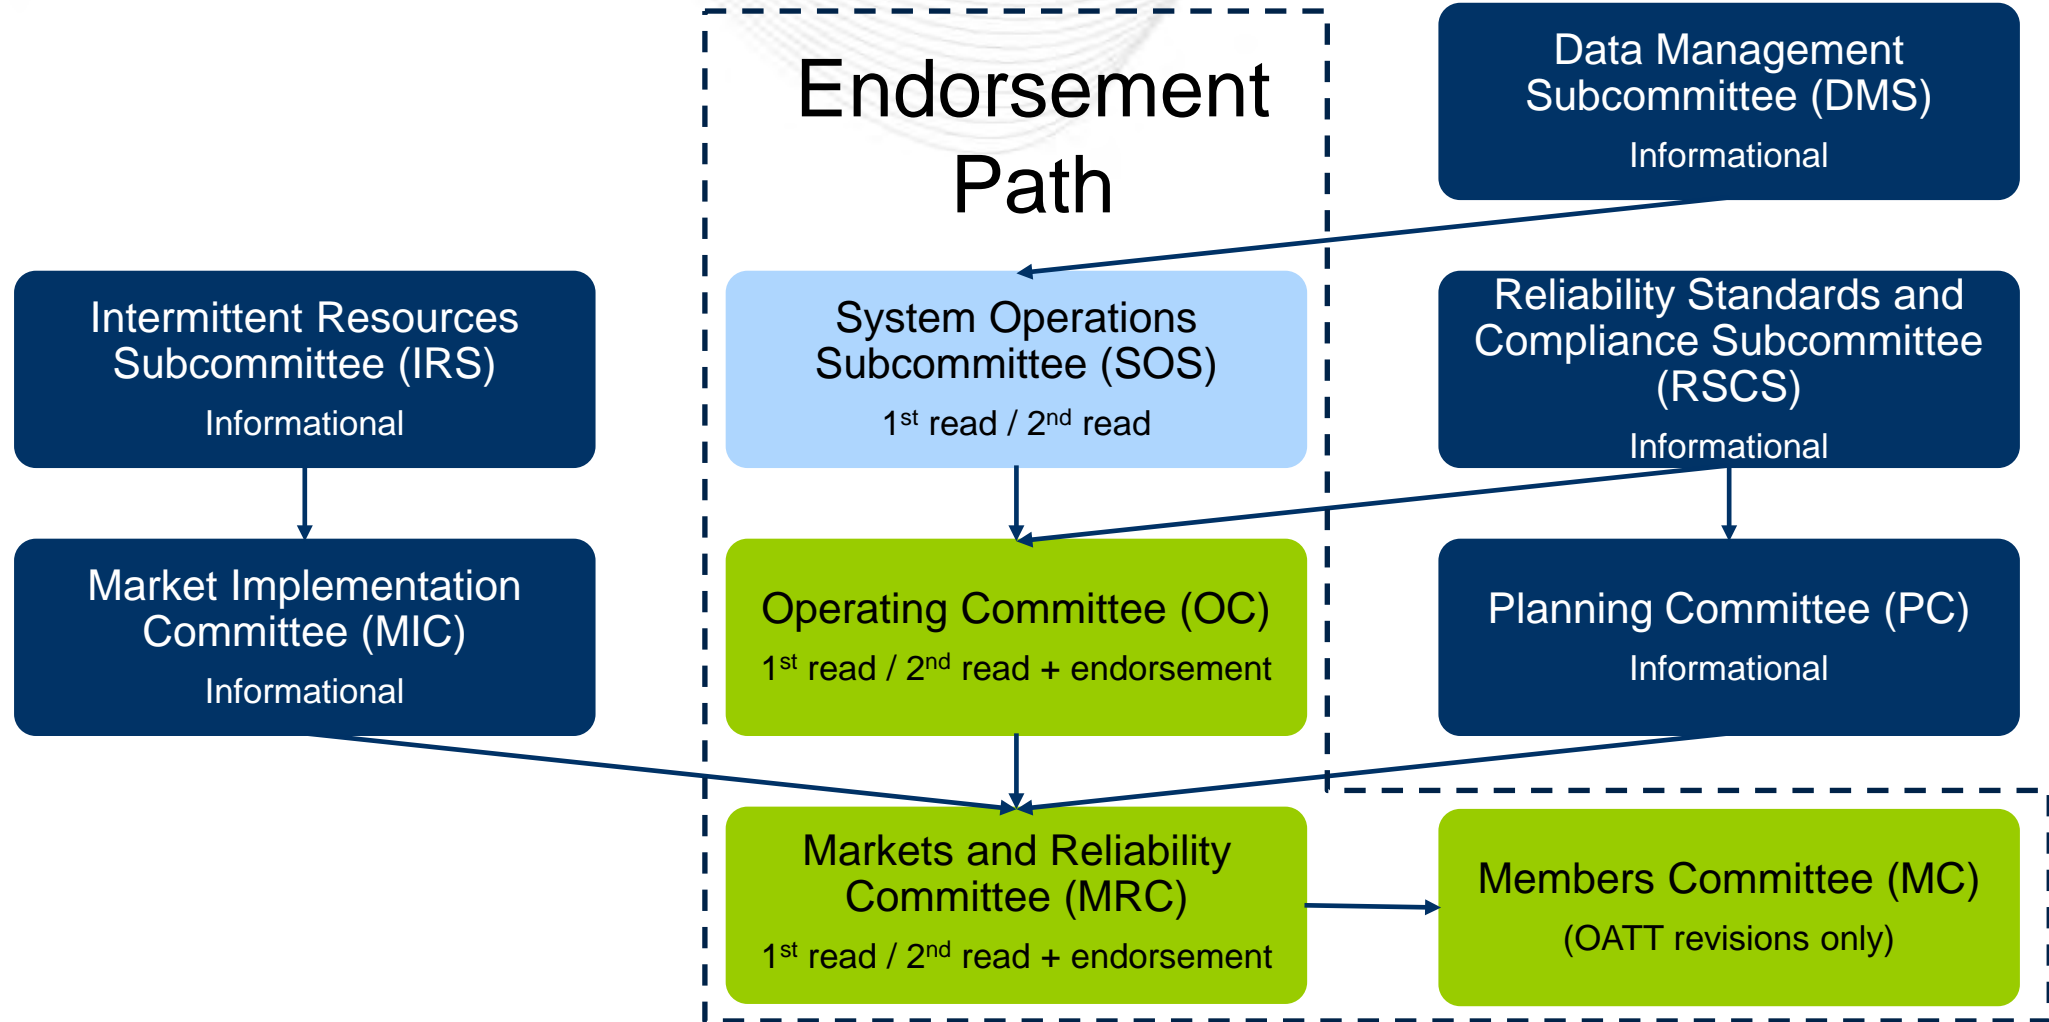 Endorsement
Path
Data Management
Subcommittee (DMS)
Informational
Intermittent Resources
Subcommittee (IRS)
Informational
System Operations
Subcommittee (SOS)
1st read / 2nd read
Reliability Standards and
Compliance Subcommittee
(RSCS)
Informational
Market Implementation
Committee (MIC)
Informational
Operating Committee (OC)
1st read / 2nd read + endorsement
Planning Committee (PC)
Informational
Markets and Reliability
Committee (MRC)
1st read / 2nd read + endorsement
Members Committee (MC)
(OATT revisions only)